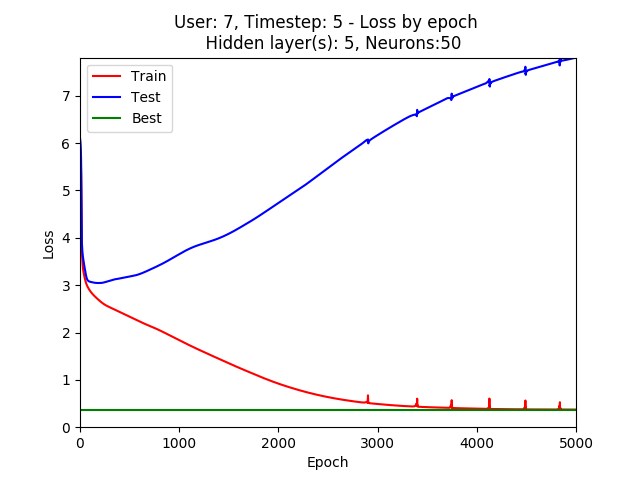 User: 7, Timestep: 5 - Loss by epoch
Hidden layer(s): 5, Neurons:50
Train
Test
Best
7
6
5
4
3
2
1
0
Loss
0 1000 2000 3000 4000 5000
Epoch